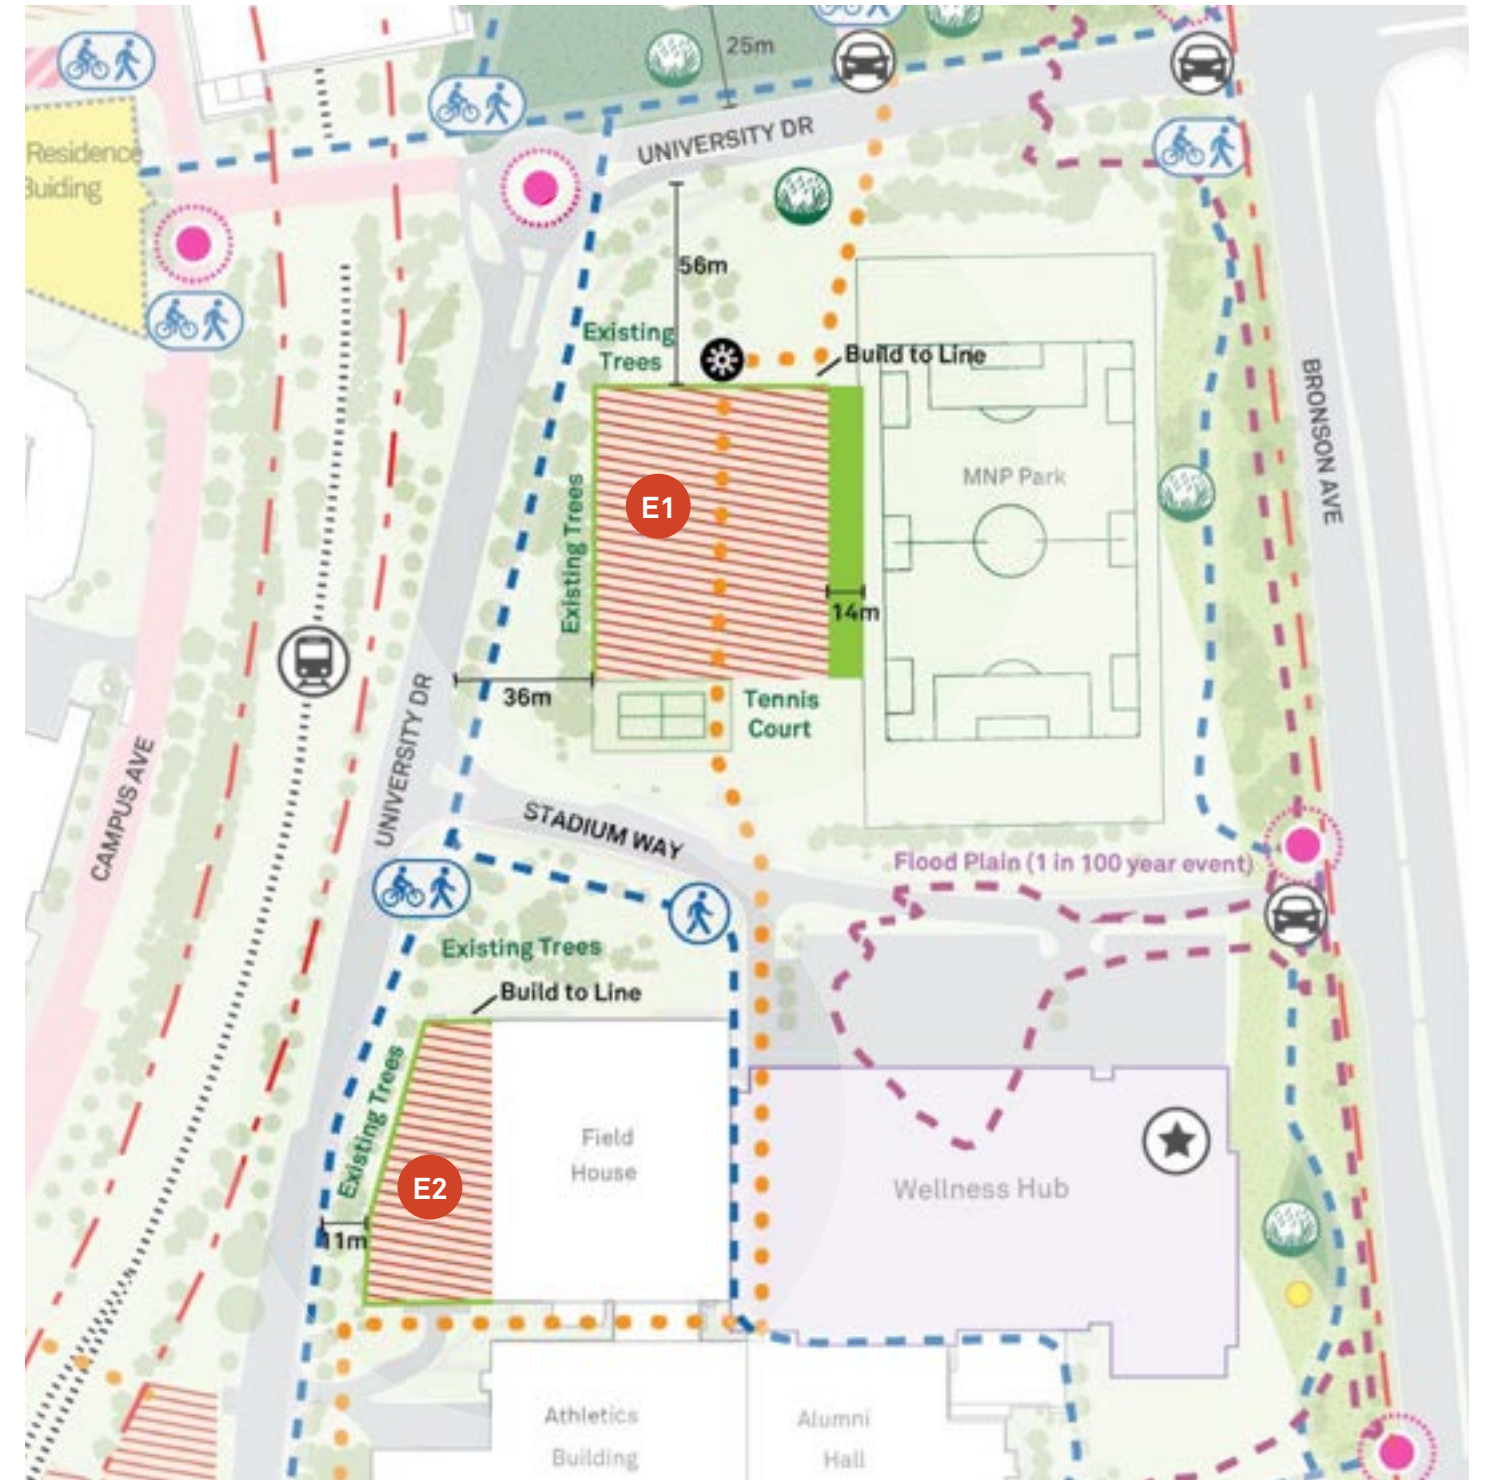 25m
UNIVERSITY DR
Residence
Buiding
56m
Existing
Trees
Build to Line
BRONSON AVE
MNP Park
E1
Existing Trees
14m
36m
Tennis
Court
UNIVERSITY DR
CAMPUS AVE
STADIUM WAY
Flood Plain (1 in 100 year event)
Existing Trees
Build to Line
Existing Trees
Field
House
E2
Wellness Hub
11m
Athletics
Building
Alumni
Hall